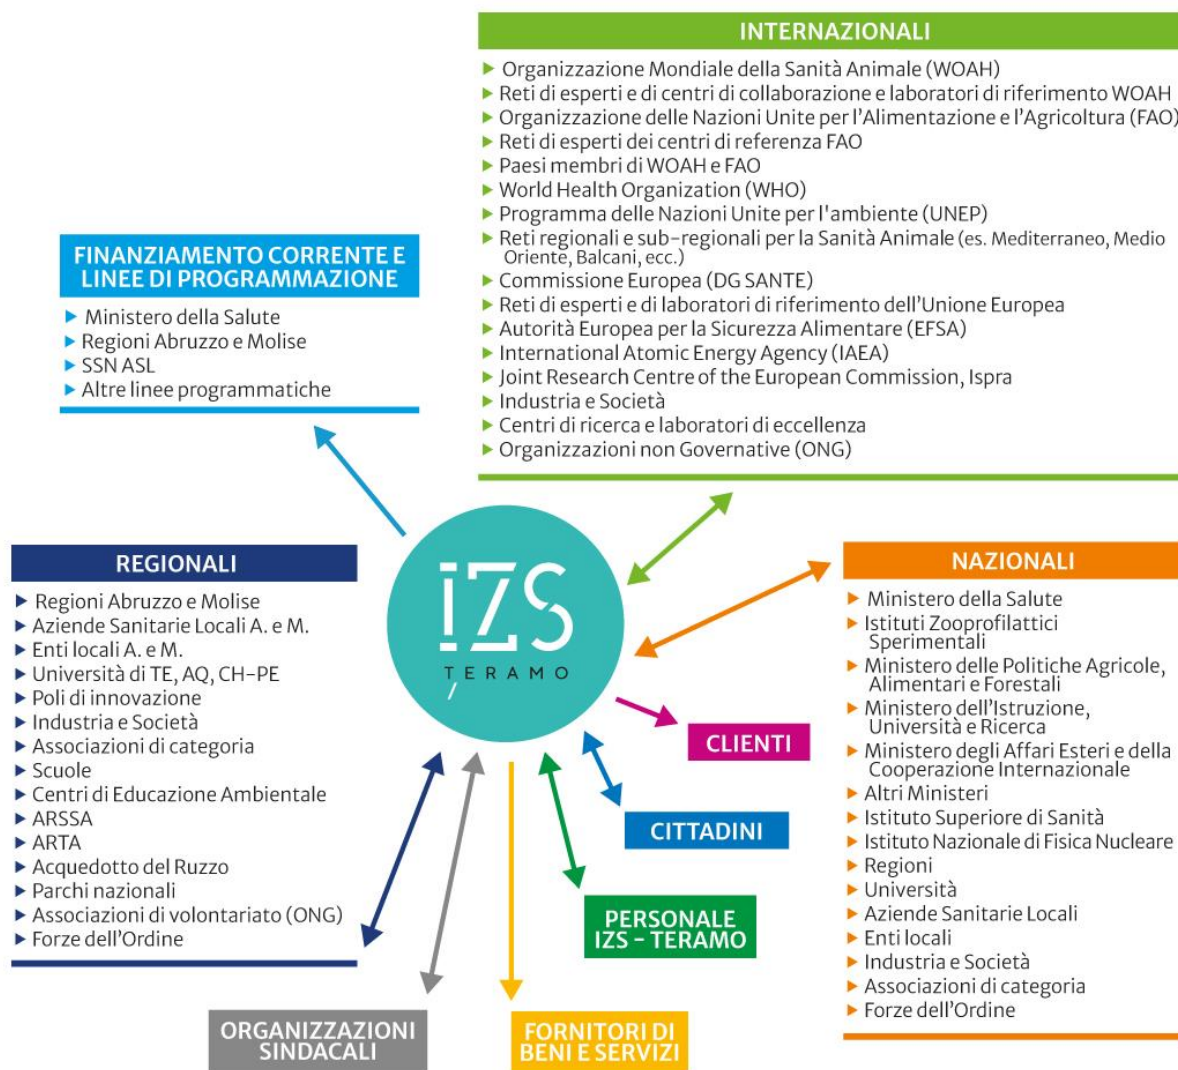 INTERNAZIONALI
▶ Organizzazione Mondiale della Sanità Animale (WOAH)
▶ Reti di esperti e di centri di collaborazione e laboratori di riferimento WOAH
▶ Organizzazione delle Nazioni Unite per l'Alimentazione e l'Agricoltura (FAO)
▶ Reti di esperti dei centri di referenza FAO
▶ Paesi membri di WOAH e FAO
▶ World Health Organization (WHO)
▶ Programma delle Nazioni Unite per l'ambiente (UNEP)
▶ Reti regionali e sub-regionali per la Sanità Animale (es. Mediterraneo, Medio
Oriente, Balcani, ecc.)
▶ Commissione Europea (DG SANTE)
▶ Reti di esperti e di laboratori di riferimento dell'Unione Europea
▶ Autorità Europea per la Sicurezza Alimentare (EFSA)
▶ International Atomic Energy Agency (IAEA)
▶ Joint Research Centre of the European Commission, Ispra
▶ Industria e Società
▶ Centri di ricerca e laboratori di eccellenza
▶ Organizzazioni non Governative (ONG)
FINANZIAMENTO CORRENTE E
LINEE DI PROGRAMMAZIONE
▶ Ministero della Salute
▶ Regioni Abruzzo e Molise
▶ SSN ASL
▶ Altre linee programmatiche
IZS
TERAMO
REGIONALI
▶ Regioni Abruzzo e Molise
▶ Aziende Sanitarie Locali A. e M.
▶ Enti locali A. e M.
▶ Università di TE, AQ, CH-PE
▶ Poli di innovazione
▶ Industria e Società
▶ Associazioni di categoria
▶ Scuole
▶ Centri di Educazione Ambientale
▶ ARSSA
▶ ARTA
▶ Acquedotto del Ruzzo
▶ Parchi nazionali
▶ Associazioni di volontariato (ONG)
▶ Forze dell'Ordine
NAZIONALI
▶ Ministero della Salute
▶ Istituti Zooprofilattici
Sperimentali
▶ Ministero delle Politiche Agricole,
Alimentari e Forestali
▶ Ministero dell'Istruzione,
Università e Ricerca
▶ Ministero degli Affari Esteri e della
Cooperazione Internazionale
▶ Altri Ministeri
▶ Istituto Superiore di Sanità
▶ Istituto Nazionale di Fisica Nucleare
▶ Regioni
▶ Università
▶ Aziende Sanitarie Locali
▶ Enti locali
▶ Industria e Società
▶ Associazioni di categoria
▶ Forze dell'Ordine
CLIENTI
CITTADINI
PERSONALE
IZS - TERAMO
ORGANIZZAZIONI
SINDACALI
FORNITORI DI
BENI E SERVIZI